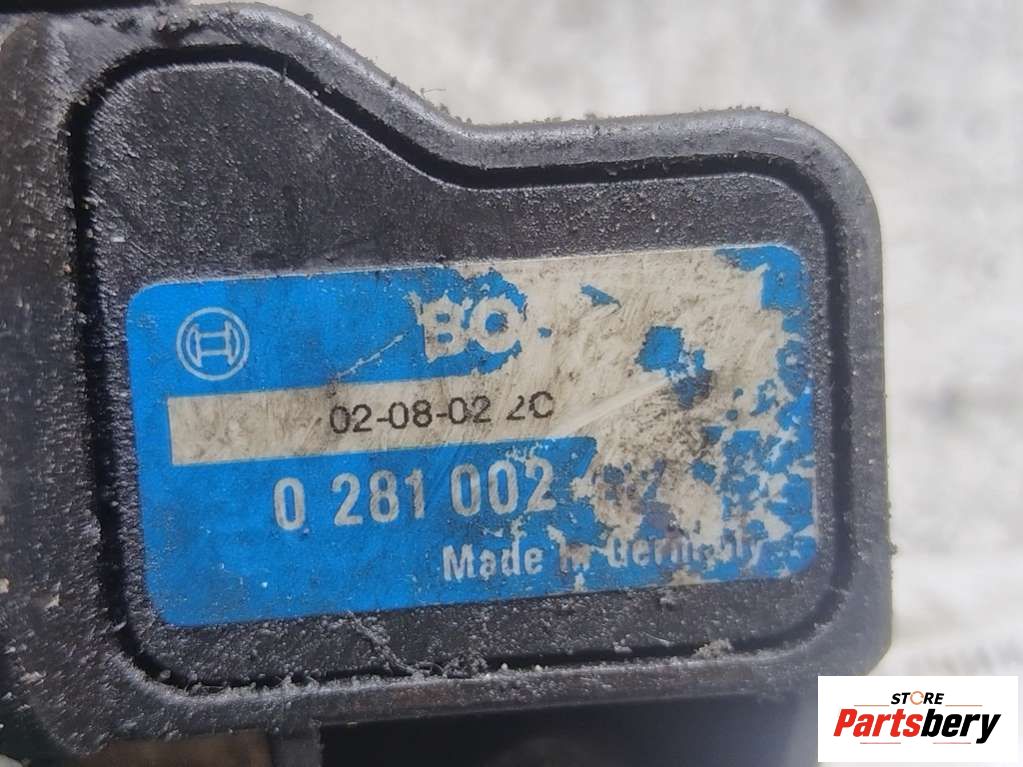 BO
02-08-02 2C
0 281 002
Made in Germany
STORE
Partsbery